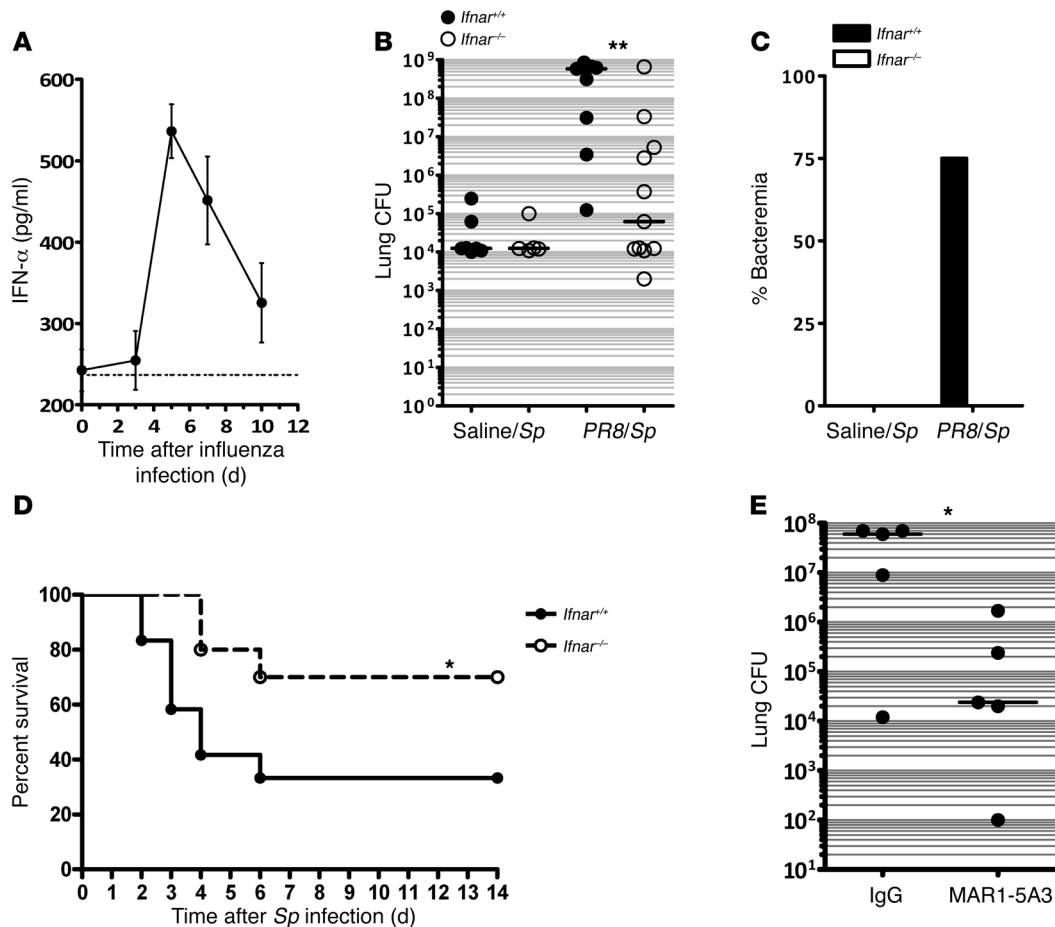 A
IFN-α (pg/ml)
600
500
400
300
200
0 2 4 6 8 10 12
Time after influenza
infection (d)
B
Ifnar+/+
Ifnar–/–
**
Lung CFU
10⁹
10⁸
10⁷
10⁶
10⁵
10⁴
10³
10²
10¹
10⁰
Saline/Sp PR8/Sp
C
Ifnar+/+
Ifnar–/–
% Bacteremia
100
75
50
25
0
Saline/Sp PR8/Sp
D
Percent survival
100
80
60
40
20
0
*
0 1 2 3 4 5 6 7 8 9 10 11 12 13 14
Time after Sp infection (d)
Ifnar+/+
Ifnar–/–
E
*
Lung CFU
10⁸
10⁷
10⁶
10⁵
10⁴
10³
10²
10¹
IgG MAR1-5A3